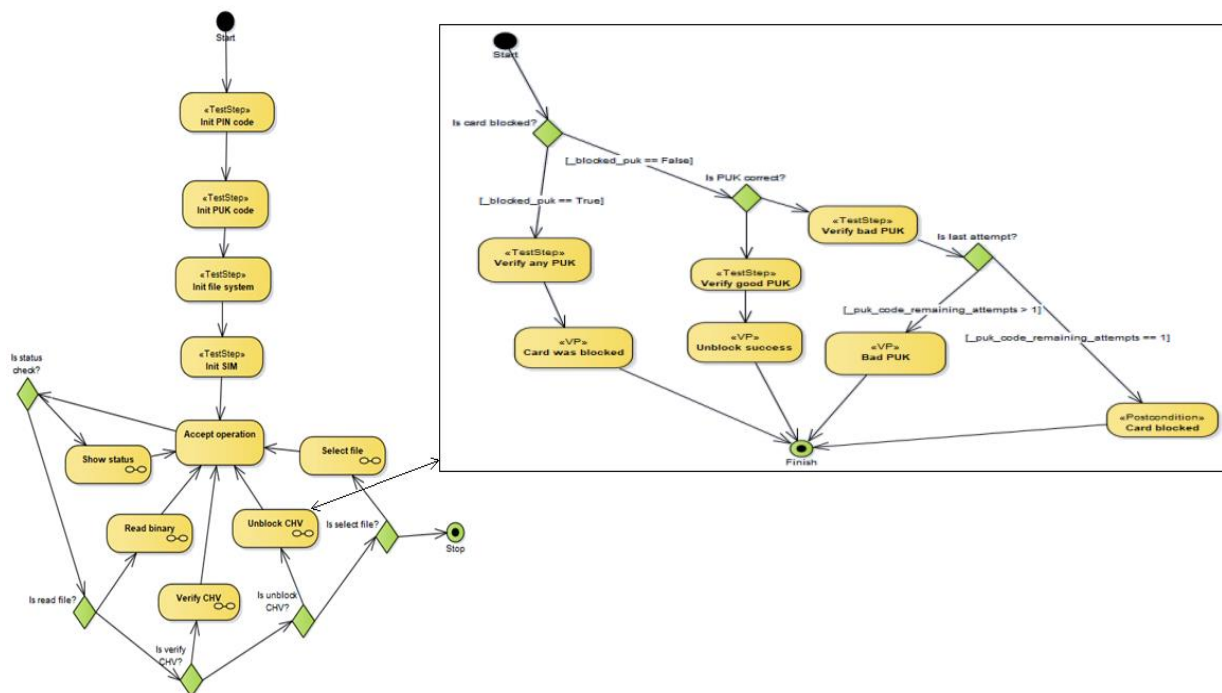 Start
«TestStep»
Init PIN code
«TestStep»
Init PUK code
«TestStep»
Init file system
«TestStep»
Init SIM
Is status
check?
Accept operation
Show status
Select file
Read binary
Unblock CHV
Is select file?
Stop
Is read file?
Verify CHV
Is unblock
CHV?
Is verify
CHV?
Start
Is card blocked?
[_blocked_puk == False]
Is PUK correct?
[_blocked_puk == True]
«TestStep»
Verify bad PUK
Is last attempt?
«TestStep»
Verify any PUK
«TestStep»
Verify good PUK
[_puk_code_remaining_attempts > 1]
[_puk_code_remaining_attempts == 1]
«VP»
Card was blocked
«VP»
Unblock success
«VP»
Bad PUK
«Postcondition»
Card blocked
Finish